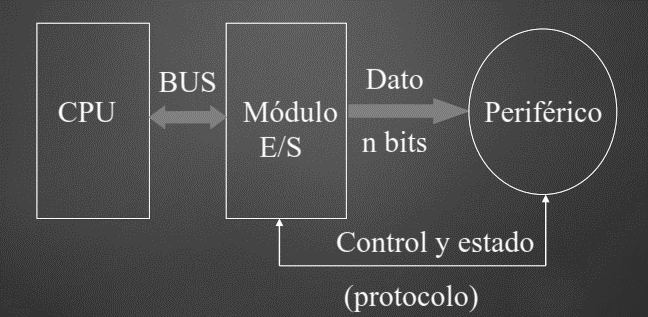 CPU
BUS
Módulo
E/S
Dato
n bits
Periférico
Control y estado
(protocolo)